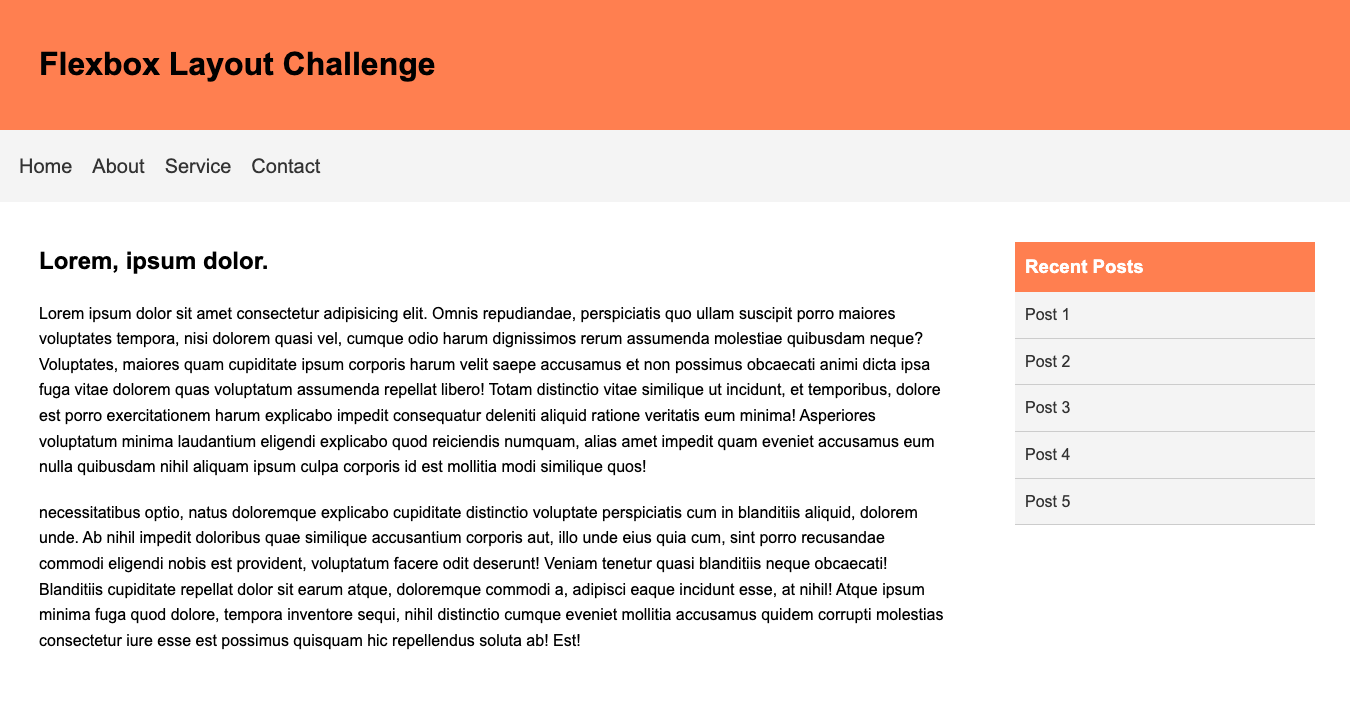 Flexbox Layout Challenge
Home About Service Contact
Lorem, ipsum dolor.
Lorem ipsum dolor sit amet consectetur adipisicing elit. Omnis repudiandae, perspiciatis quo ullam suscipit porro maiores
voluptates tempora, nisi dolorem quasi vel, cumque odio harum dignissimos rerum assumenda molestiae quibusdam neque?
Voluptates, maiores quam cupiditate ipsum corporis harum velit saepe accusamus et non possimus obcaecati animi dicta ipsa
fuga vitae dolorem quas voluptatum assumenda repellat libero! Totam distinctio vitae similique ut incidunt, et temporibus, dolore
est porro exercitationem harum explicabo impedit consequatur deleniti aliquid ratione veritatis eum minima! Asperiores
voluptatum minima laudantium eligendi explicabo quod reiciendis numquam, alias amet impedit quam eveniet accusamus eum
nulla quibusdam nihil aliquam ipsum culpa corporis id est mollitia modi similique quos!
necessitatibus optio, natus doloremque explicabo cupiditate distinctio voluptate perspiciatis cum in blanditiis aliquid, dolorem
unde. Ab nihil impedit doloribus quae similique accusantium corporis aut, illo unde eius quia cum, sint porro recusandae
commodi eligendi nobis est provident, voluptatum facere odit deserunt! Veniam tenetur quasi blanditiis neque obcaecati!
Blanditiis cupiditate repellat dolor sit earum atque, doloremque commodi a, adipisci eaque incidunt esse, at nihil! Atque ipsum
minima fuga quod dolore, tempora inventore sequi, nihil distinctio cumque eveniet mollitia accusamus quidem corrupti molestias
consectetur iure esse est possimus quisquam hic repellendus soluta ab! Est!
Recent Posts
Post 1
Post 2
Post 3
Post 4
Post 5